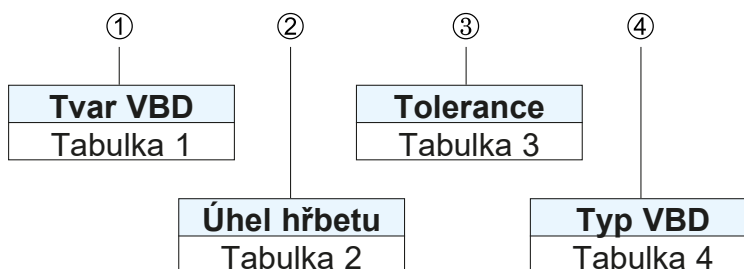 ① ② ③ ④
Tvar VBD
Tabulka 1
Tolerance
Tabulka 3
Úhel hřbetu
Tabulka 2
Typ VBD
Tabulka 4